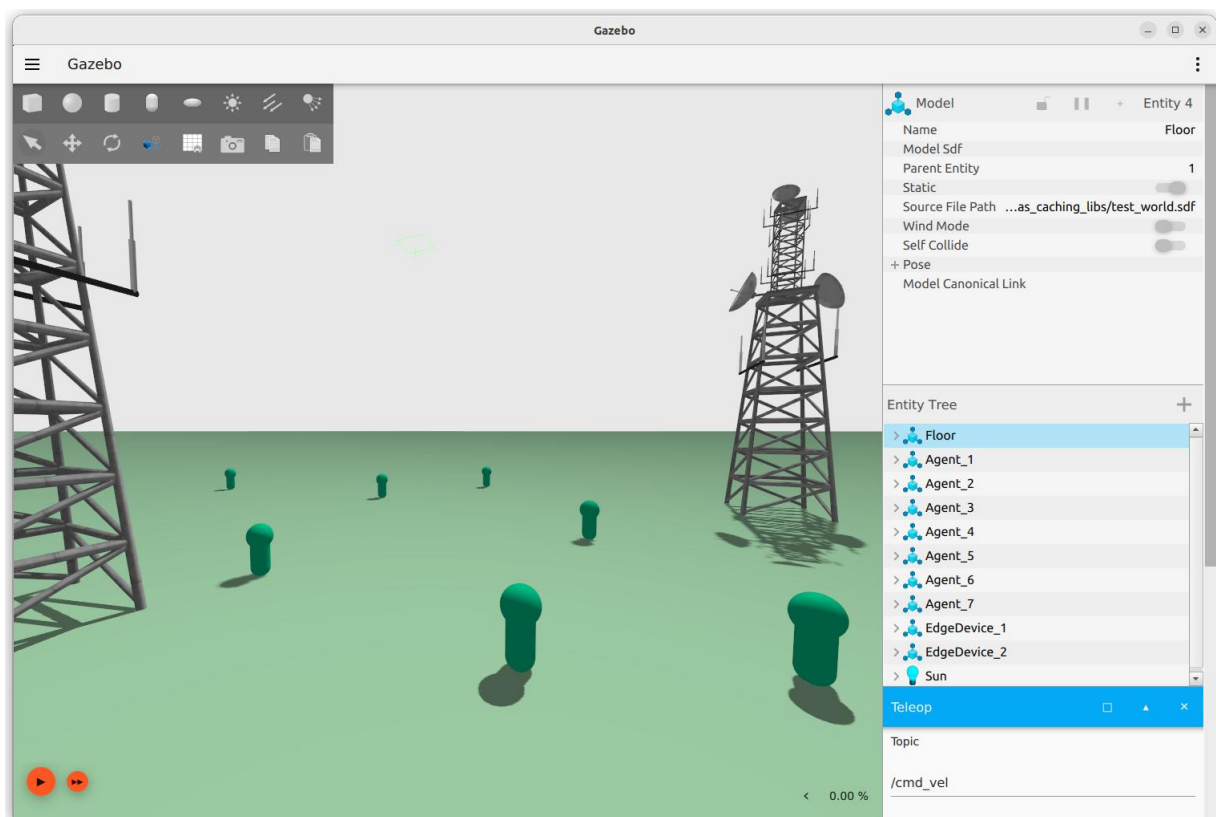 Gazebo
Gazebo
Model Entity 4
Name Floor
Model Sdf
Parent Entity 1
Static
Source File Path ...as_caching_libs/test_world.sdf
Wind Mode
Self Collide
+ Pose
Model Canonical Link
Entity Tree
Floor
Agent_1
Agent_2
Agent_3
Agent_4
Agent_5
Agent_6
Agent_7
EdgeDevice_1
EdgeDevice_2
Sun
Teleop
Topic
/cmd_vel
0.00 %